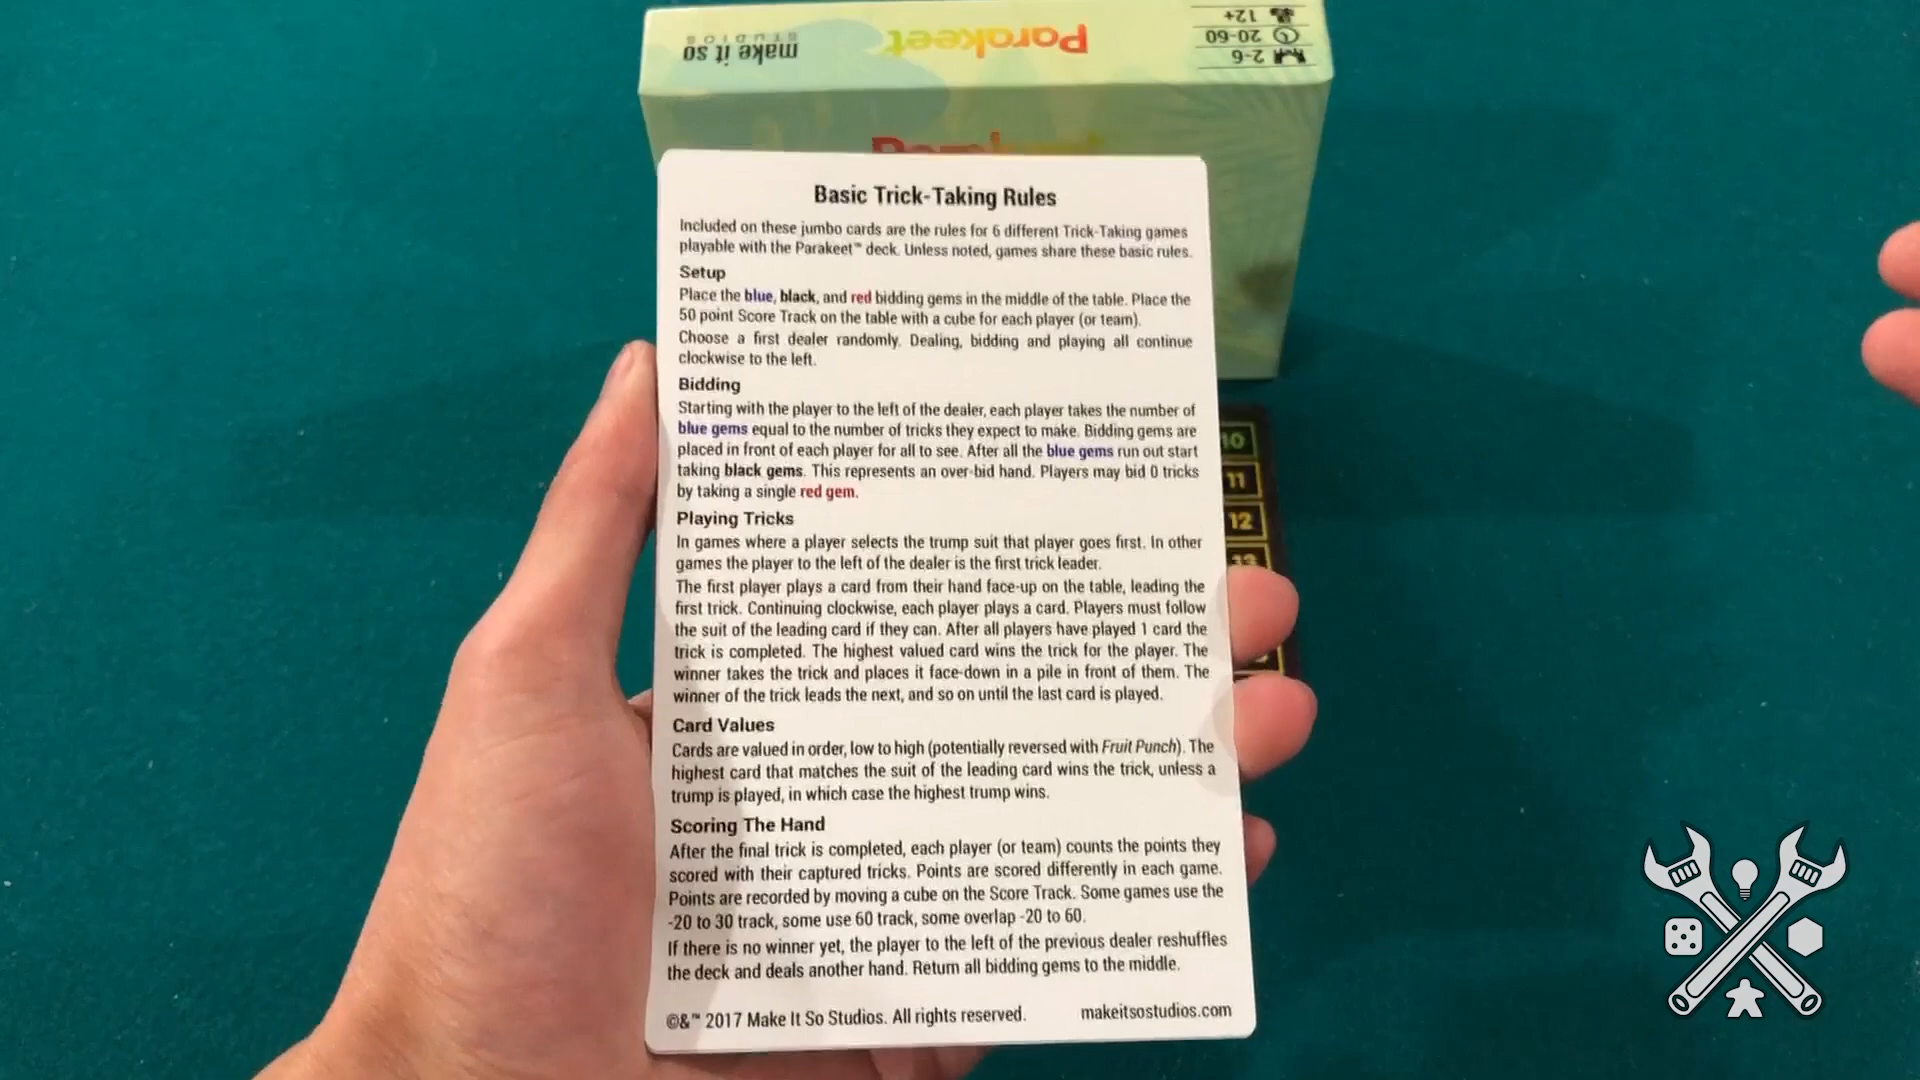 make it so
STUDIOS
Parakeet
2-6
20-60
12+
Basic Trick-Taking Rules
Included on these jumbo cards are the rules for 6 different Trick-Taking games
playable with the Parakeet™ deck. Unless noted, games share these basic rules.
Setup
Place the blue, black, and red bidding gems in the middle of the table. Place the
50 point Score Track on the table with a cube for each player (or team).
Choose a first dealer randomly. Dealing, bidding and playing all continue
clockwise to the left.
Bidding
Starting with the player to the left of the dealer, each player takes the number of
blue gems equal to the number of tricks they expect to make. Bidding gems are
placed in front of each player for all to see. After all the blue gems run out start
taking black gems. This represents an over-bid hand. Players may bid 0 tricks
by taking a single red gem.
Playing Tricks
In games where a player selects the trump suit that player goes first. In other
games the player to the left of the dealer is the first trick leader.
The first player plays a card from their hand face-up on the table, leading the
first trick. Continuing clockwise, each player plays a card. Players must follow
the suit of the leading card if they can. After all players have played 1 card the
trick is completed. The highest valued card wins the trick for the player. The
winner takes the trick and places it face-down in a pile in front of them. The
winner of the trick leads the next, and so on until the last card is played.
Card Values
Cards are valued in order, low to high (potentially reversed with Fruit Punch). The
highest card that matches the suit of the leading card wins the trick, unless a
trump is played, in which case the highest trump wins.
Scoring The Hand
After the final trick is completed, each player (or team) counts the points they
scored with their captured tricks. Points are scored differently in each game.
Points are recorded by moving a cube on the Score Track. Some games use the
-20 to 30 track, some use 60 track, some overlap -20 to 60.
If there is no winner yet, the player to the left of the previous dealer reshuffles
the deck and deals another hand. Return all bidding gems to the middle.
©&™ 2017 Make It So Studios. All rights reserved. makeitsostudios.com
10
11
12